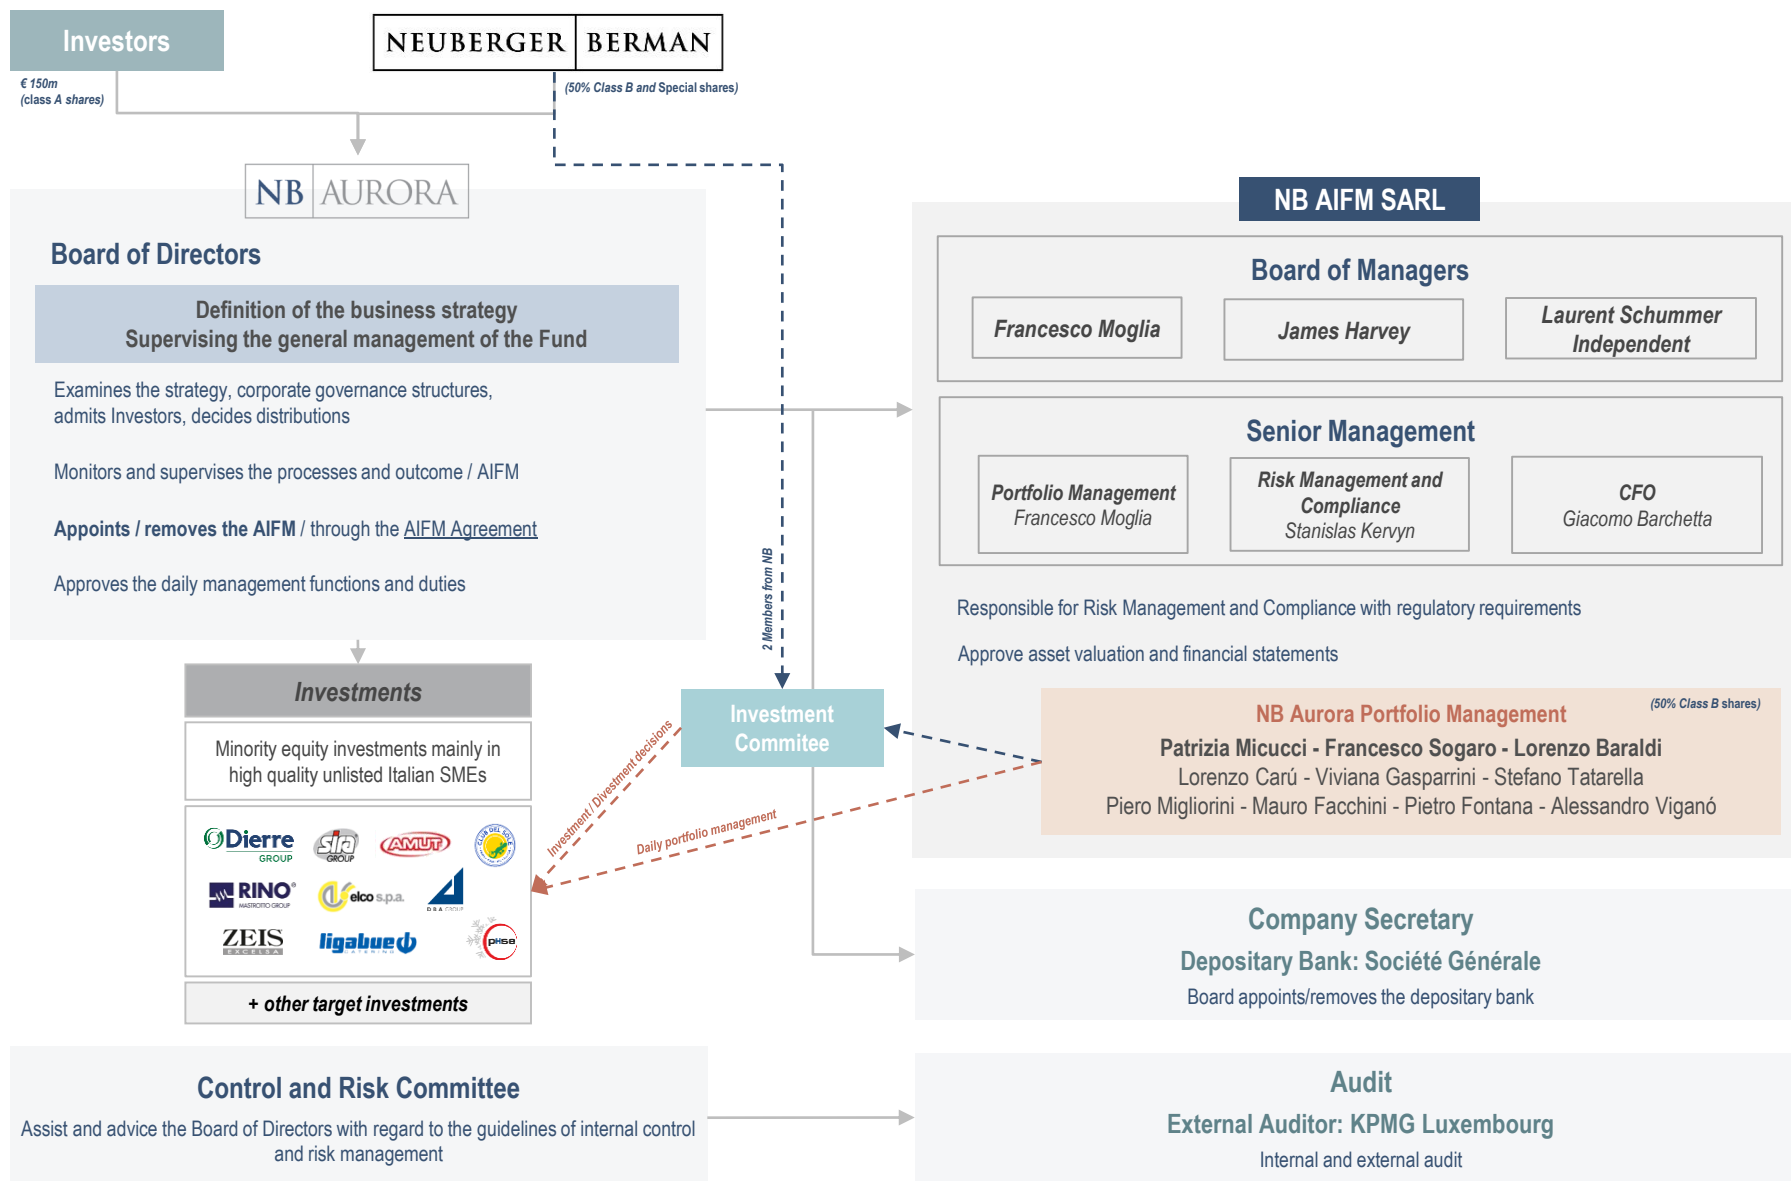 Investors
€ 150m
(class A shares)
NEUBERGER BERMAN
(50% Class B and Special shares)
NB AURORA
Board of Directors
Definition of the business strategy
Supervising the general management of the Fund
Examines the strategy, corporate governance structures,
admits Investors, decides distributions
Monitors and supervises the processes and outcome / AIFM
Appoints / removes the AIFM / through the AIFM Agreement
Approves the daily management functions and duties
2 Members from NB
Investments
Minority equity investments mainly in
high quality unlisted Italian SMEs
Dierre
GROUP
sira
GROUP
AMUT
CLUB DEL SOLE
RINO
MASTROTTO GROUP
elco s.p.a.
D.B.A. GROUP
ZEIS
EXCELSA
ligabue
CATERING
PHSE
+ other target investments
Investment
Commitee
Investment / Divestment decisions
Daily portfolio management
NB AIFM SARL
Board of Managers
Francesco Moglia
James Harvey
Laurent Schummer
Independent
Senior Management
Portfolio Management
Francesco Moglia
Risk Management and
Compliance
Stanislas Kervyn
CFO
Giacomo Barchetta
Responsible for Risk Management and Compliance with regulatory requirements
Approve asset valuation and financial statements
(50% Class B shares)
NB Aurora Portfolio Management
Patrizia Micucci - Francesco Sogaro - Lorenzo Baraldi
Lorenzo Carú - Viviana Gasparrini - Stefano Tatarella
Piero Migliorini - Mauro Facchini - Pietro Fontana - Alessandro Viganó
Company Secretary
Depositary Bank: Société Générale
Board appoints/removes the depositary bank
Control and Risk Committee
Assist and advice the Board of Directors with regard to the guidelines of internal control
and risk management
Audit
External Auditor: KPMG Luxembourg
Internal and external audit